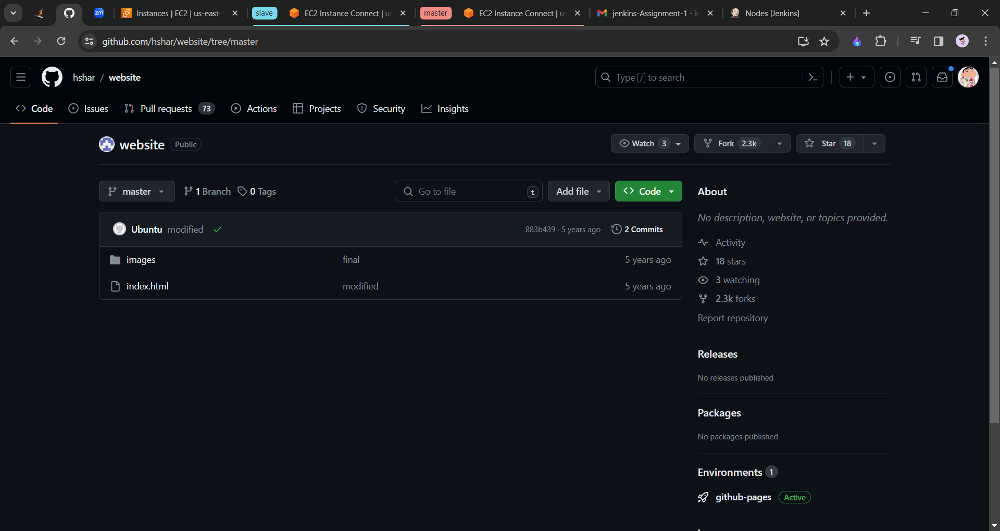 zm
Instances | EC2 | us-east-
slave
EC2 Instance Connect | us
master
EC2 Instance Connect | us
jenkins-Assignment-1 - k
Nodes [Jenkins]
github.com/hshar/website/tree/master
hshar / website
Type / to search
Code
Issues
Pull requests 73
Actions
Projects
Security
Insights
website Public
Watch 3
Fork 2.3k
Star 18
master
1 Branch
0 Tags
Go to file t
Add file
Code
Ubuntu modified
883b439 · 5 years ago
2 Commits
images final 5 years ago
index.html modified 5 years ago
About
No description, website, or topics provided.
Activity
18 stars
3 watching
2.3k forks
Report repository
Releases
No releases published
Packages
No packages published
Environments 1
github-pages Active